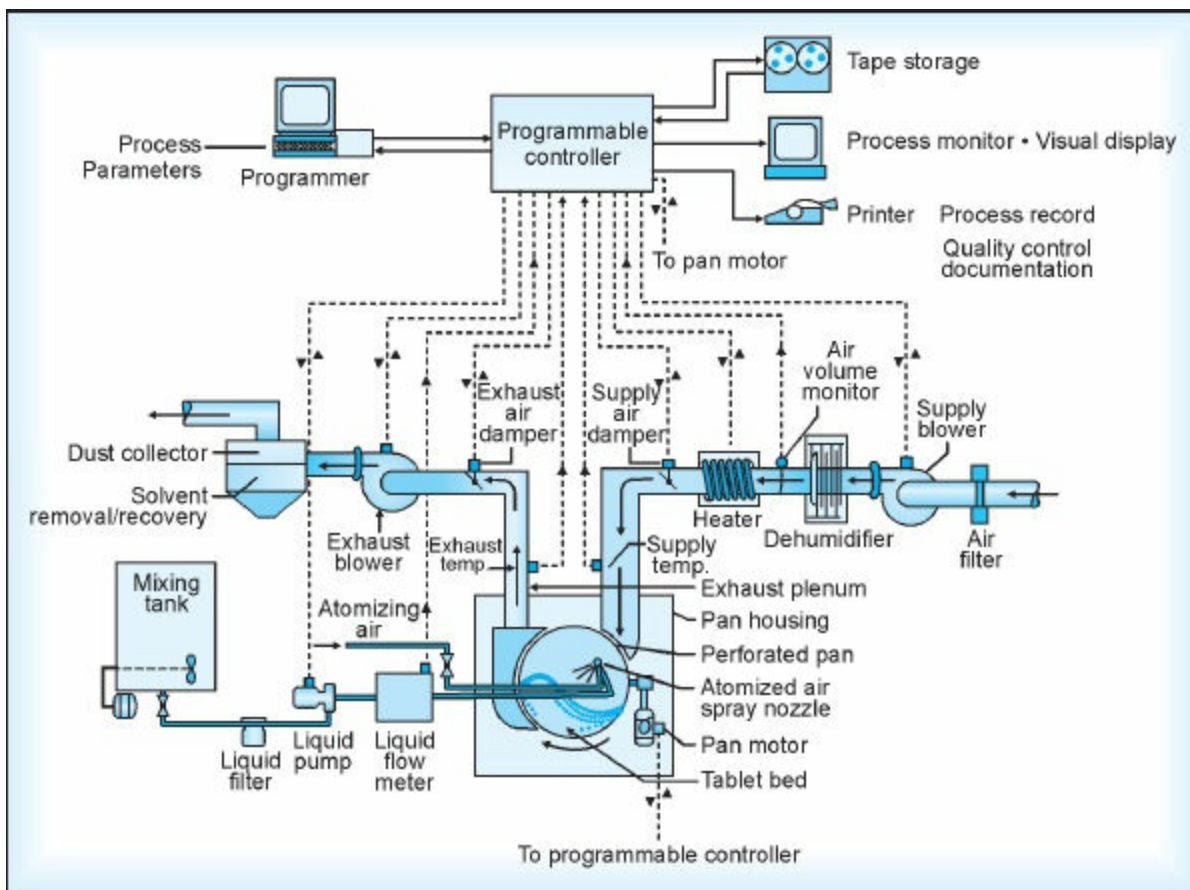 Tape storage
Programmable
controller
Process
Parameters
Programmer
Process monitor • Visual display
Printer
Process record
Quality control
documentation
To pan motor
Exhaust
air
damper
Supply
air
damper
Air
volume
monitor
Supply
blower
Dust collector
Solvent
removal/recovery
Exhaust
blower
Exhaust
temp.
Heater
Dehumidifier
Air
filter
Supply
temp.
Mixing
tank
Atomizing
air
Exhaust plenum
Pan housing
Perforated pan
Atomized air
spray nozzle
Liquid
filter
Liquid
pump
Liquid
flow
meter
Pan motor
Tablet bed
To programmable controller